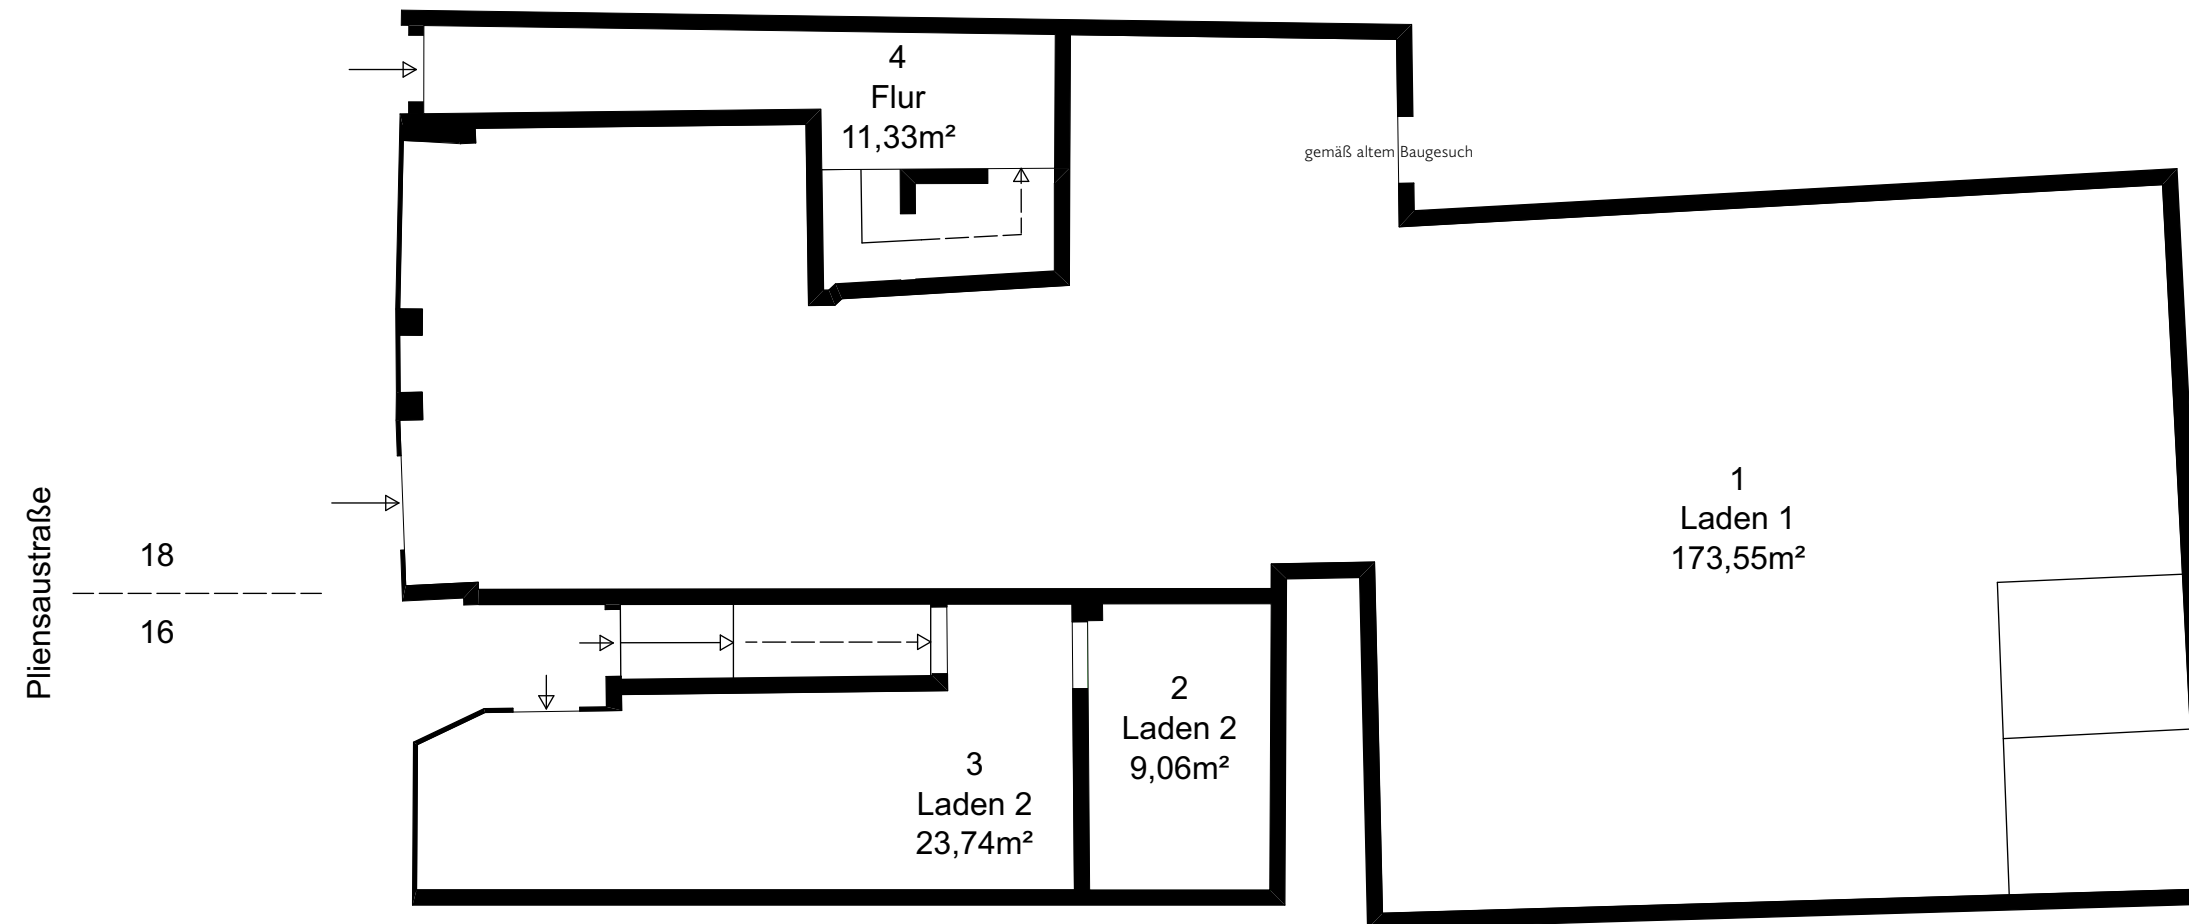 4
Flur
11,33m²
gemäß altem Baugesuch
1
Laden 1
173,55m²
Pliensaustraße
18
16
2
Laden 2
9,06m²
3
Laden 2
23,74m²